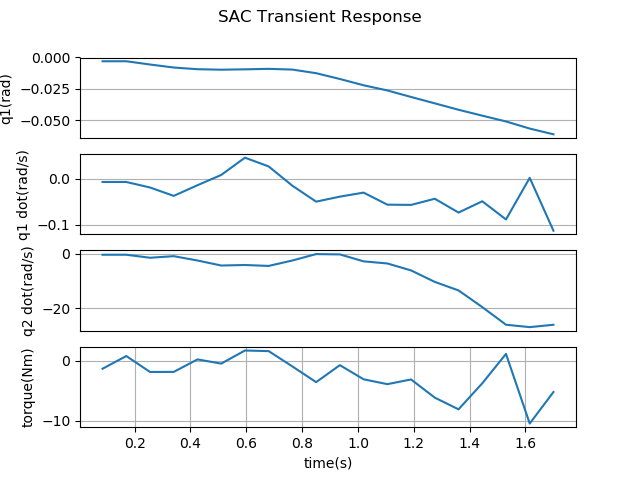 SAC Transient Response
0.000
−0.025
−0.050
q1(rad)
0.0
−0.1
q1 dot(rad/s)
0
−20
q2 dot(rad/s)
0
−10
torque(Nm)
0.2 0.4 0.6 0.8 1.0 1.2 1.4 1.6
time(s)